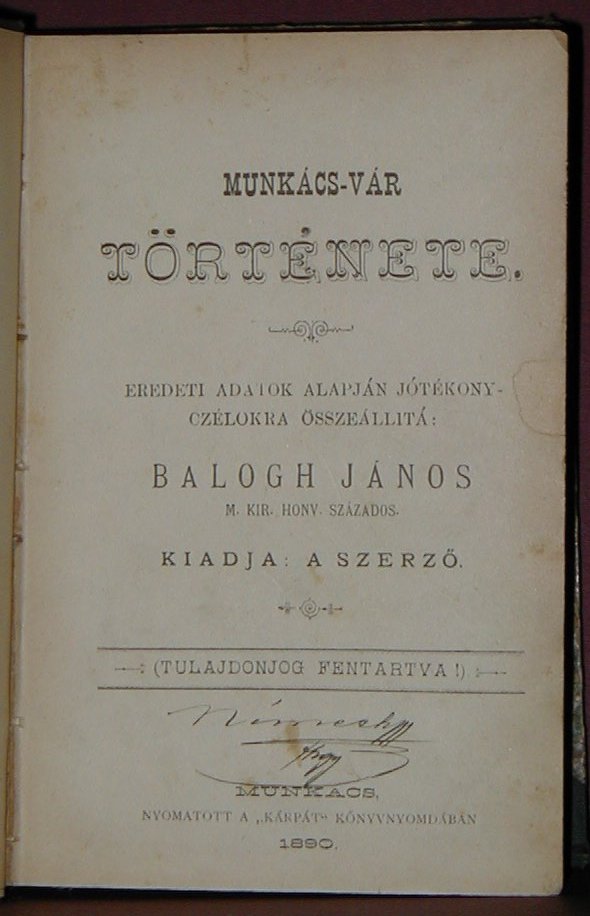 MUNKÁCS-VÁR
TÖRTÉNETE.
EREDETI ADATOK ALAPJÁN JÓTÉKONY-
CZÉLOKRA ÖSSZEÁLLITÁ:
BALOGH JÁNOS
M. KIR. HONV. SZÁZADOS.
KIADJA: A SZERZŐ.
(TULAJDONJOG FENTARTVA!)
MUNKACS,
NYOMATOTT A „KÁRPÁT" KÖNYVNYOMDÁBAN
1890.